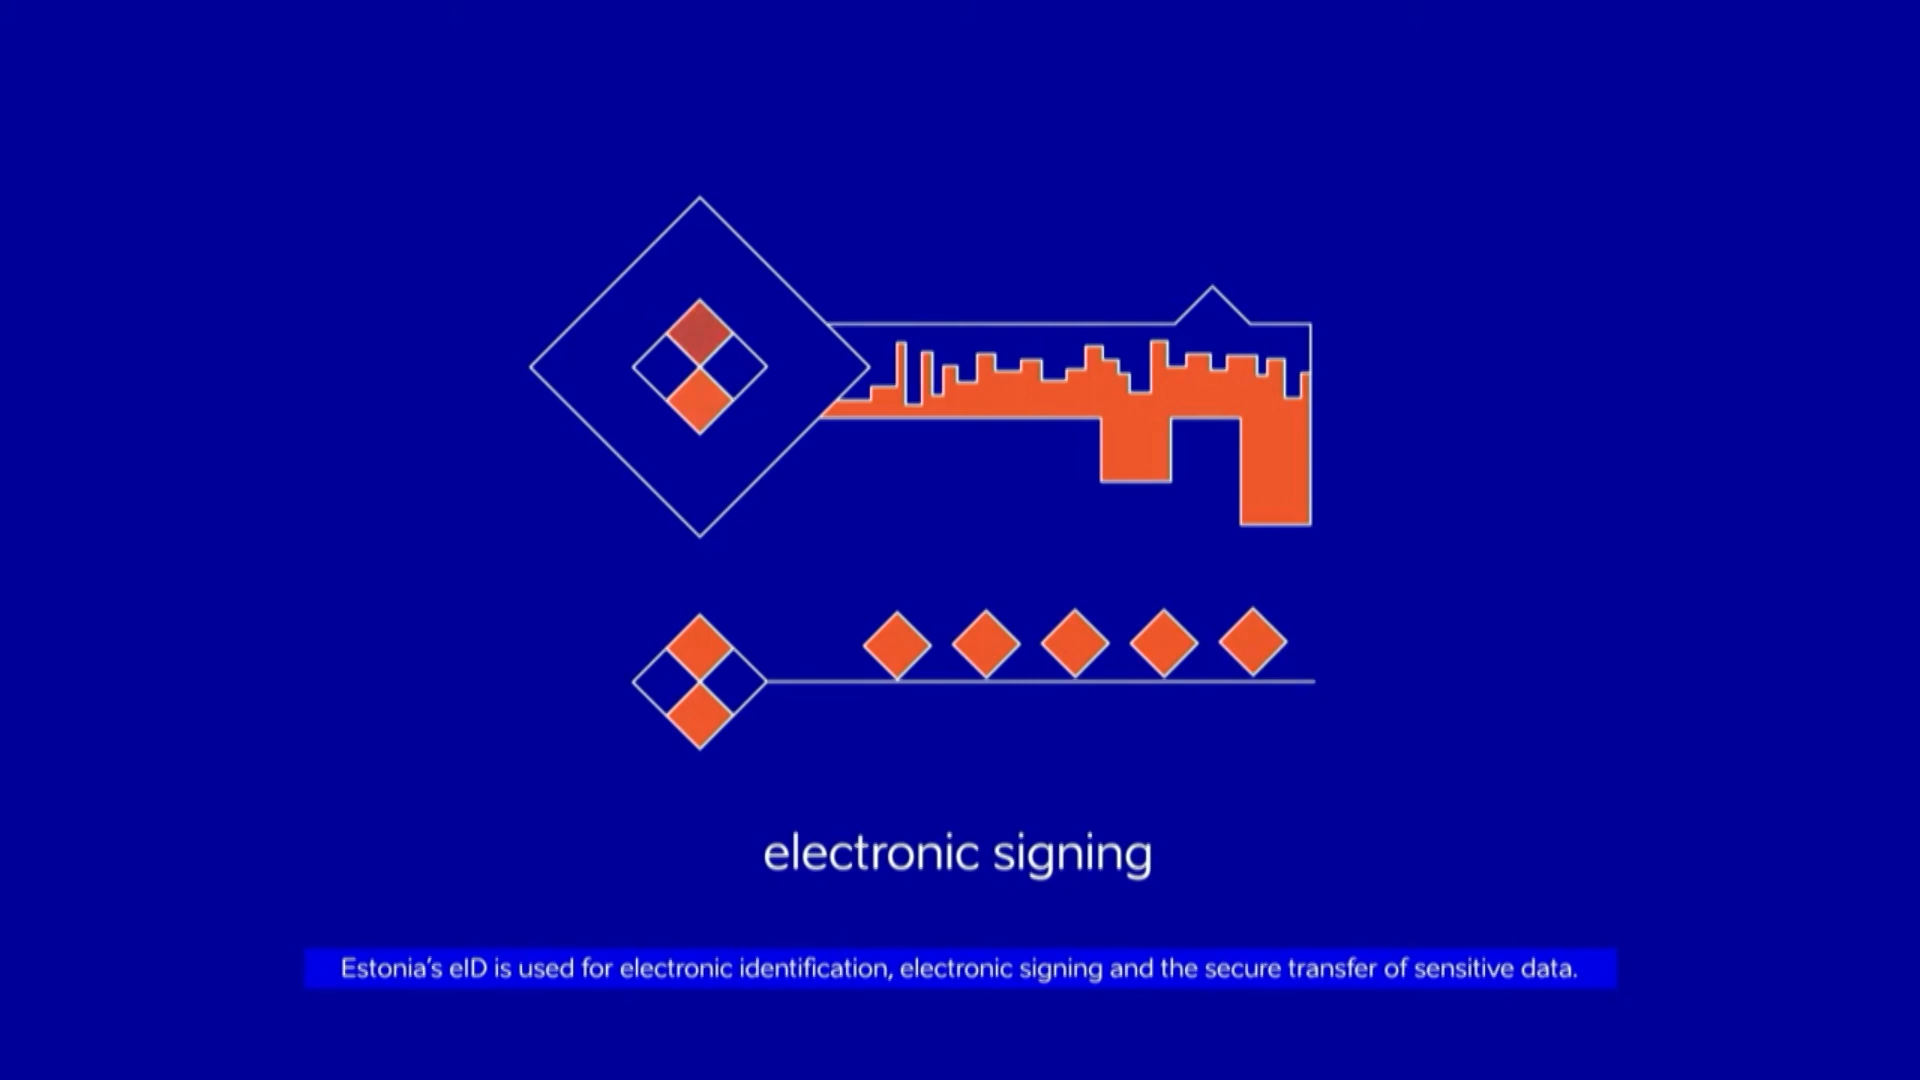 electronic signing
Estonia’s eID is used for electronic identification, electronic signing and the secure transfer of sensitive data.